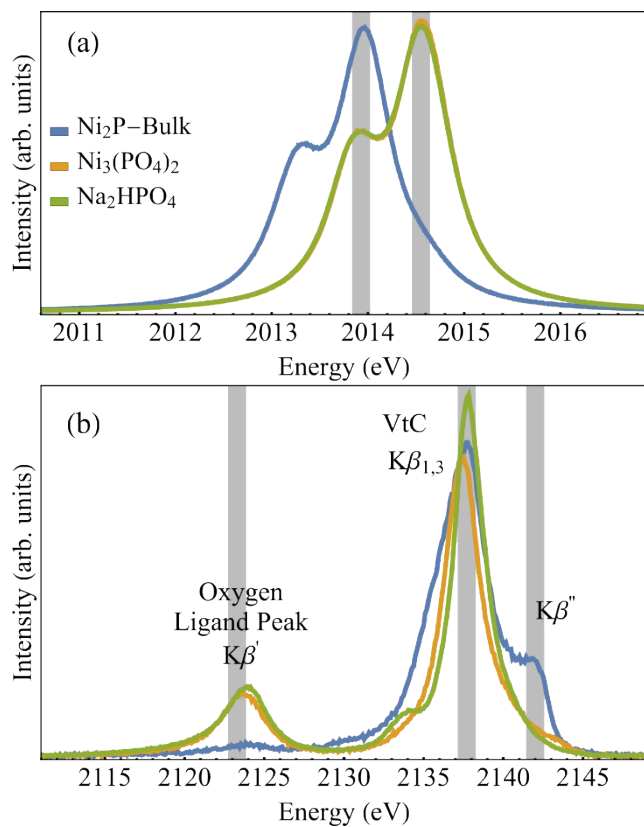 (a)
Ni₂P−Bulk
Ni₃(PO₄)₂
Na₂HPO₄
Intensity (arb. units)
2011 2012 2013 2014 2015 2016
Energy (eV)
(b)
VtC
Kβ₁,₃
Oxygen
Ligand Peak
Kβ'
Kβ"
Intensity (arb. units)
2115 2120 2125 2130 2135 2140 2145
Energy (eV)